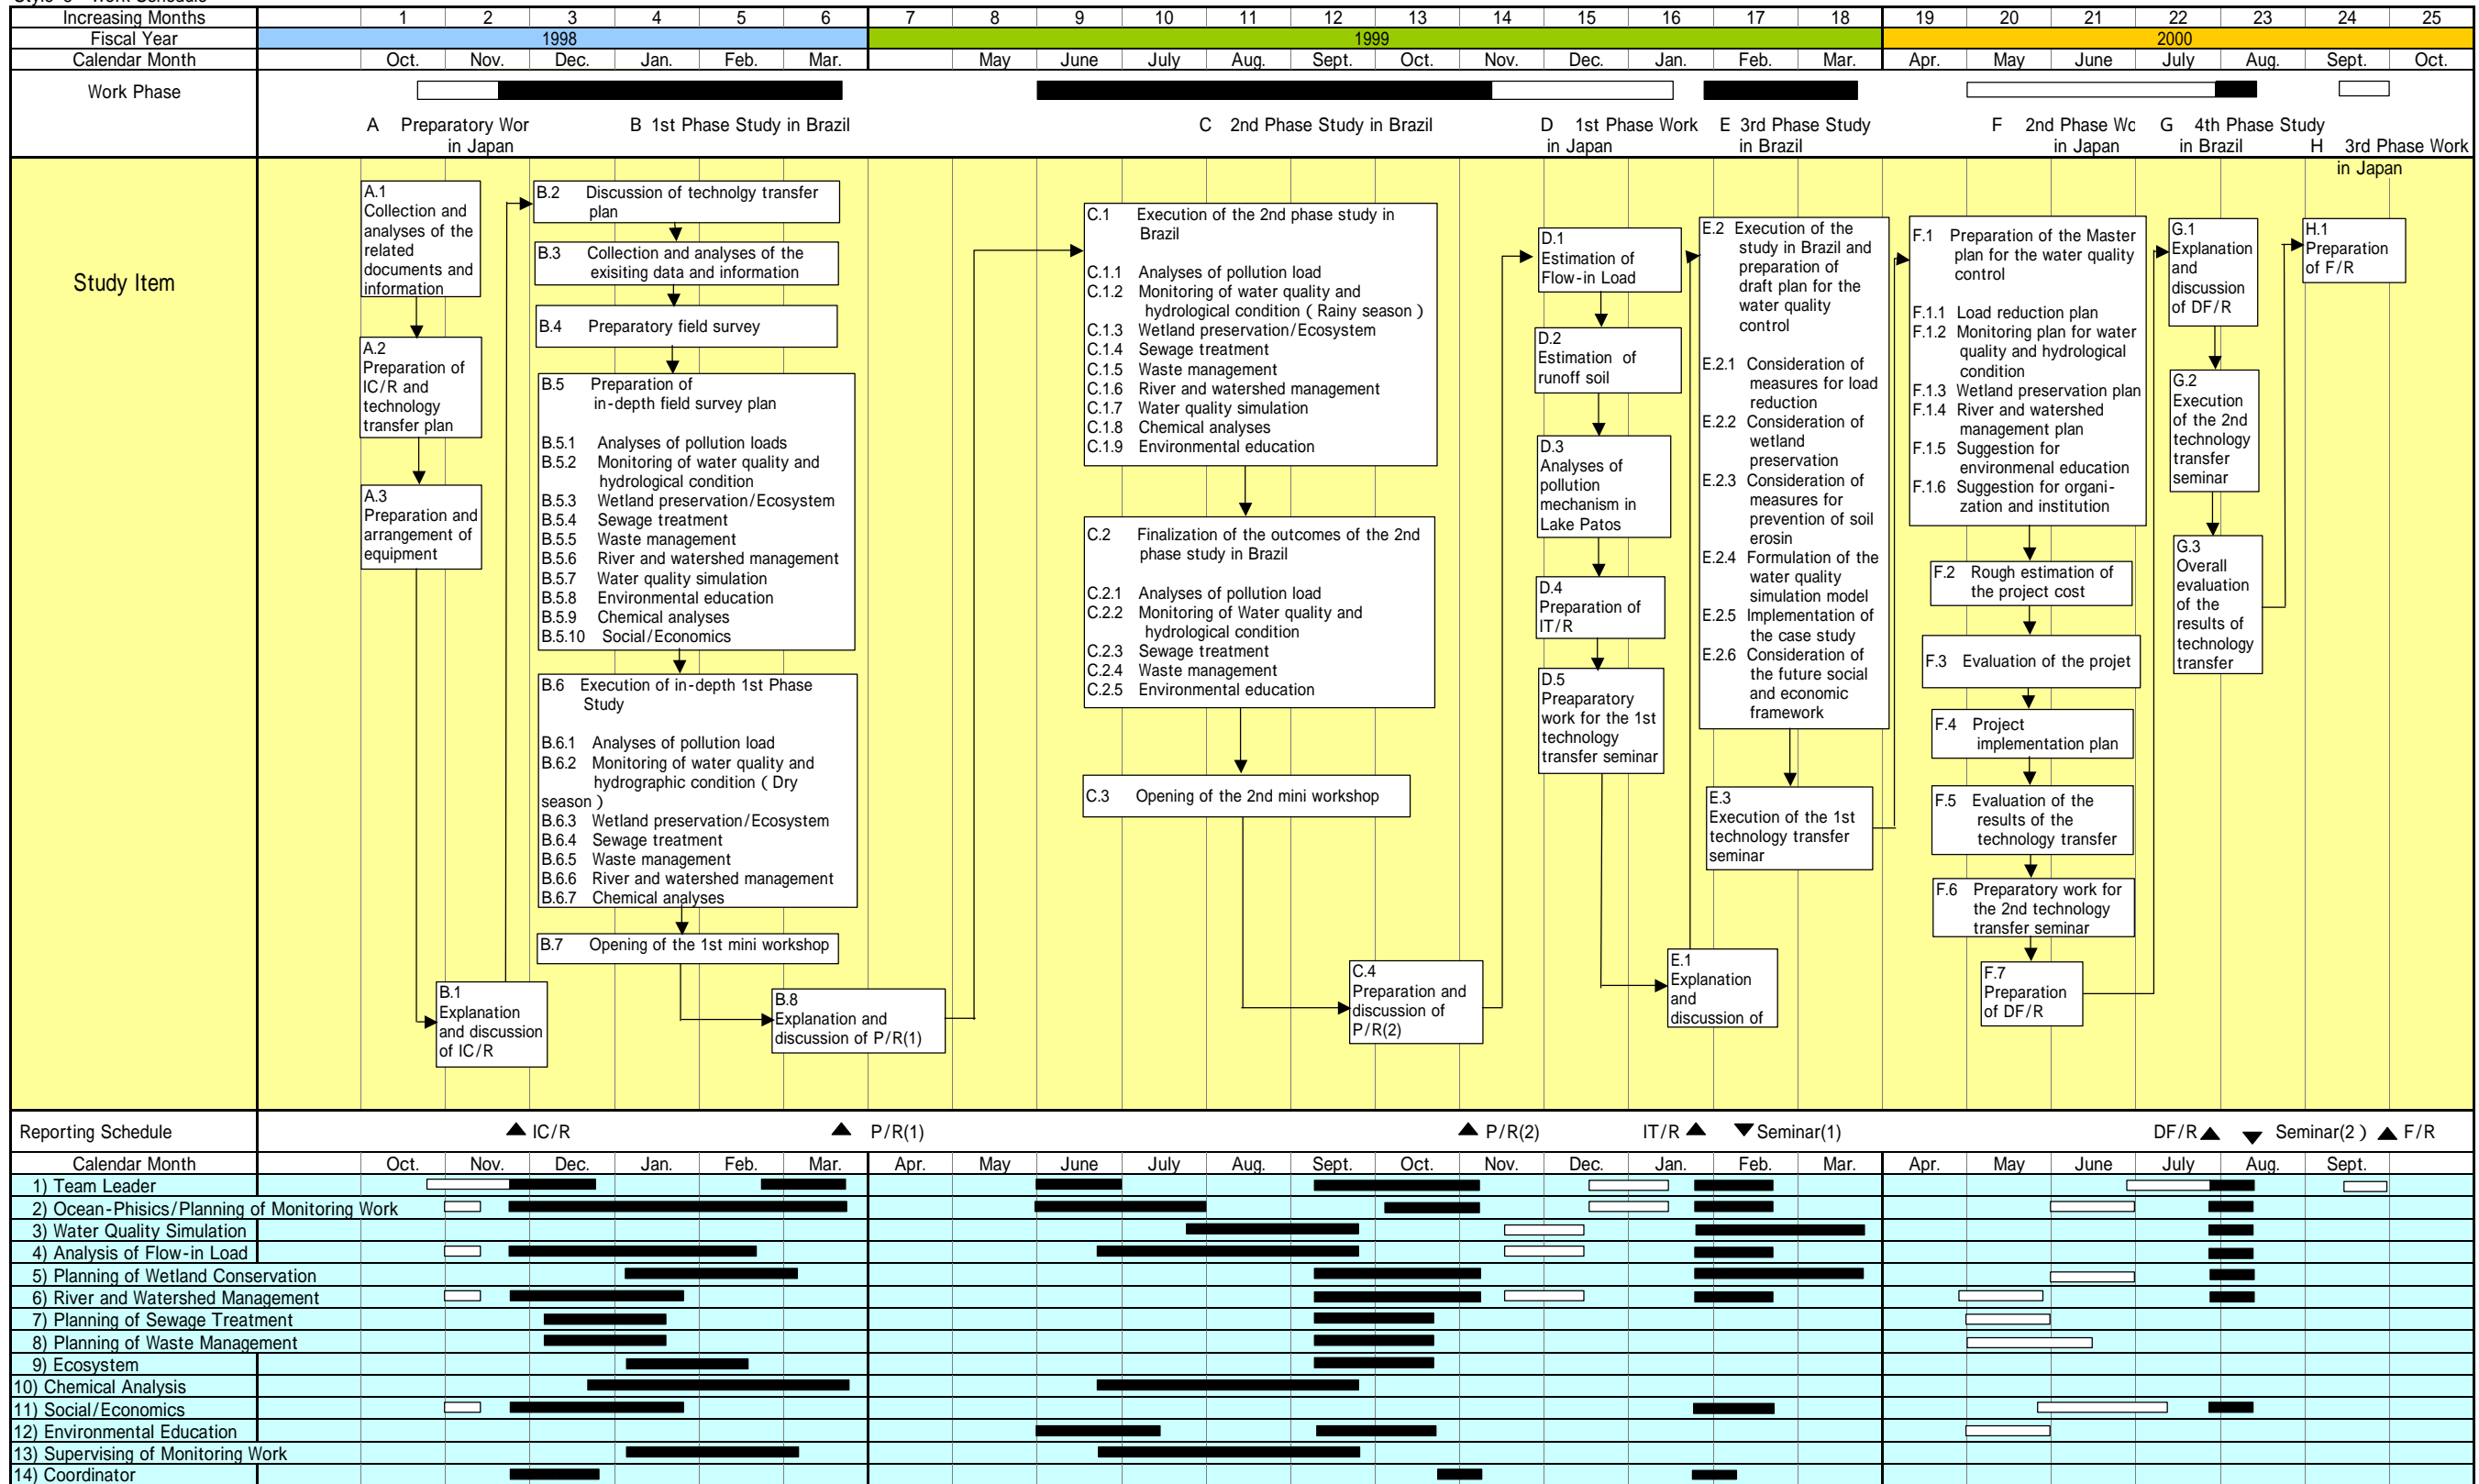 Increasing Months 1 2 3 4 5 6 7 8 9 10 11 12 13 14 15 16 17 18 19 20 21 22 23 24 25
Fiscal Year 1998 1999 2000
Calendar Month Oct. Nov. Dec. Jan. Feb. Mar. May June July Aug. Sept. Oct. Nov. Dec. Jan. Feb. Mar. Apr. May June July Aug. Sept. Oct.
Work Phase
A Preparatory Wor
in Japan
B 1st Phase Study in Brazil
C 2nd Phase Study in Brazil
D 1st Phase Work
in Japan
E 3rd Phase Study
in Brazil
F 2nd Phase Wo
in Japan
G 4th Phase Study
in Brazil
H 3rd Phase Work
in Japan
Study Item
A.1
Collection and
analyses of the
related
documents and
information
A.2
Preparation of
IC/R and
technology
transfer plan
A.3
Preparation and
arrangement of
equipment
B.1
Explanation
and discussion
of IC/R
B.2 Discussion of technolgy transfer
plan
B.3 Collection and analyses of the
exisiting data and information
B.4 Preparatory field survey
B.5 Preparation of
in-depth field survey plan
B.5.1 Analyses of pollution loads
B.5.2 Monitoring of water quality and
hydrological condition
B.5.3 Wetland preservation/Ecosystem
B.5.4 Sewage treatment
B.5.5 Waste management
B.5.6 River and watershed management
B.5.7 Water quality simulation
B.5.8 Environmental education
B.5.9 Chemical analyses
B.5.10 Social/Economics
B.6 Execution of in-depth 1st Phase
Study
B.6.1 Analyses of pollution load
B.6.2 Monitoring of water quality and
hydrographic condition ( Dry
season )
B.6.3 Wetland preservation/Ecosystem
B.6.4 Sewage treatment
B.6.5 Waste management
B.6.6 River and watershed management
B.6.7 Chemical analyses
B.7 Opening of the 1st mini workshop
B.8
Explanation and
discussion of P/R(1)
C.1 Execution of the 2nd phase study in
Brazil
C.1.1 Analyses of pollution load
C.1.2 Monitoring of water quality and
hydrological condition ( Rainy season )
C.1.3 Wetland preservation/Ecosystem
C.1.4 Sewage treatment
C.1.5 Waste management
C.1.6 River and watershed management
C.1.7 Water quality simulation
C.1.8 Chemical analyses
C.1.9 Environmental education
C.2 Finalization of the outcomes of the 2nd
phase study in Brazil
C.2.1 Analyses of pollution load
C.2.2 Monitoring of Water quality and
hydrological condition
C.2.3 Sewage treatment
C.2.4 Waste management
C.2.5 Environmental education
C.3 Opening of the 2nd mini workshop
C.4
Preparation and
discussion of
P/R(2)
D.1
Estimation of
Flow-in Load
D.2
Estimation of
runoff soil
D.3
Analyses of
pollution
mechanism in
Lake Patos
D.4
Preparation of
IT/R
D.5
Preaparatory
work for the 1st
technology
transfer seminar
E.1
Explanation
and
discussion of
E.2 Execution of the
study in Brazil and
preparation of
draft plan for the
water quality
control
E.2.1 Consideration of
measures for load
reduction
E.2.2 Consideration of
wetland
preservation
E.2.3 Consideration of
measures for
prevention of soil
erosin
E.2.4 Formulation of the
water quality
simulation model
E.2.5 Implementation of
the case study
E.2.6 Consideration of
the future social
and economic
framework
E.3
Execution of the 1st
technology transfer
seminar
F.1 Preparation of the Master
plan for the water quality
control
F.1.1 Load reduction plan
F.1.2 Monitoring plan for water
quality and hydrological
condition
F.1.3 Wetland preservation plan
F.1.4 River and watershed
management plan
F.1.5 Suggestion for
environmenal education
F.1.6 Suggestion for organi-
zation and institution
F.2 Rough estimation of
the project cost
F.3 Evaluation of the projet
F.4 Project
implementation plan
F.5 Evaluation of the
results of the
technology transfer
F.6 Preparatory work for
the 2nd technology
transfer seminar
F.7
Preparation
of DF/R
G.1
Explanation
and
discussion
of DF/R
G.2
Execution
of the 2nd
technology
transfer
seminar
G.3
Overall
evaluation
of the
results of
technology
transfer
H.1
Preparation
of F/R
Reporting Schedule IC/R P/R(1) P/R(2) IT/R Seminar(1) DF/R Seminar(2 ) F/R
Calendar Month Oct. Nov. Dec. Jan. Feb. Mar. Apr. May June July Aug. Sept. Oct. Nov. Dec. Jan. Feb. Mar. Apr. May June July Aug. Sept.
1) Team Leader
2) Ocean-Phisics/Planning of Monitoring Work
3) Water Quality Simulation
4) Analysis of Flow-in Load
5) Planning of Wetland Conservation
6) River and Watershed Management
7) Planning of Sewage Treatment
8) Planning of Waste Management
9) Ecosystem
10) Chemical Analysis
11) Social/Economics
12) Environmental Education
13) Supervising of Monitoring Work
14) Coordinator